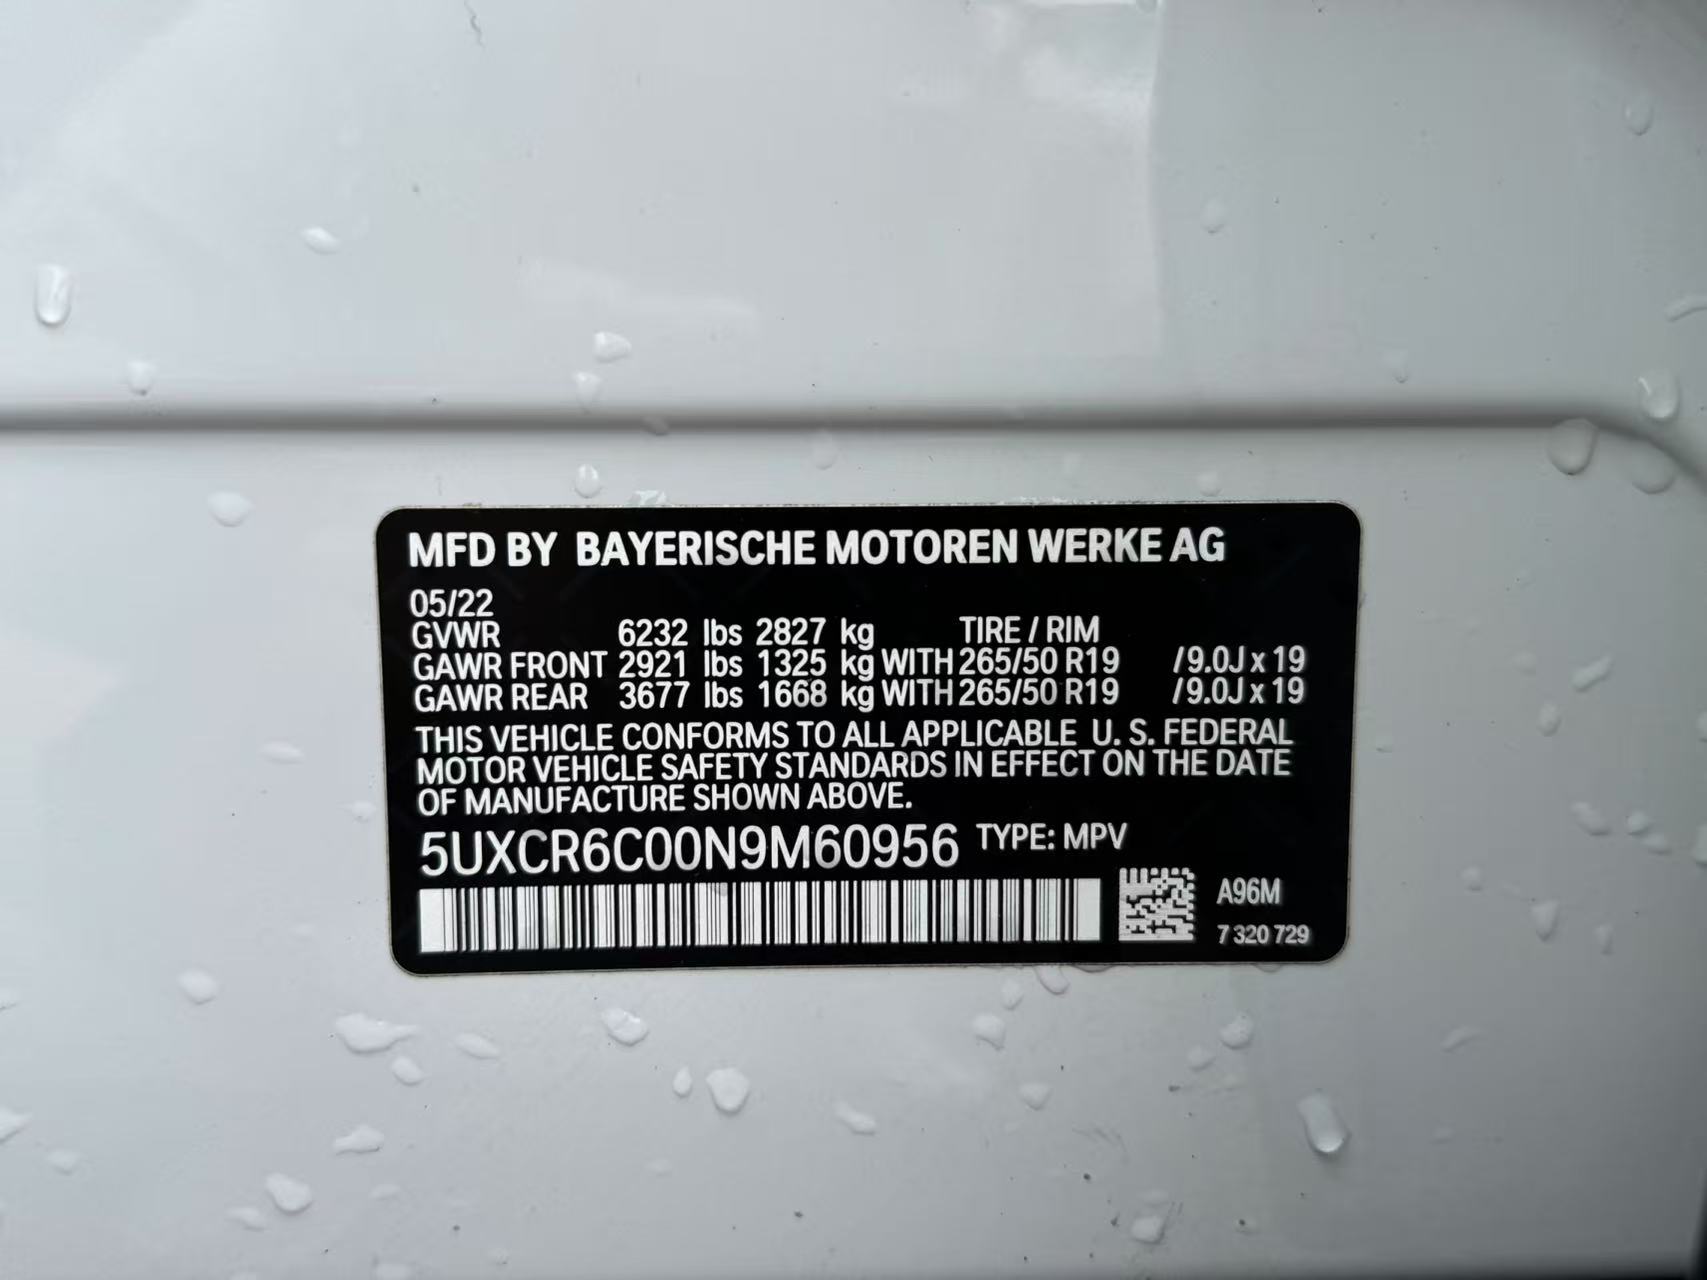 MFD BY BAYERISCHE MOTOREN WERKE AG
05/22
GVWR 6232 lbs 2827 kg TIRE / RIM
GAWR FRONT 2921 lbs 1325 kg WITH 265/50 R19 /9.0J x 19
GAWR REAR 3677 lbs 1668 kg WITH 265/50 R19 /9.0J x 19
THIS VEHICLE CONFORMS TO ALL APPLICABLE U. S. FEDERAL
MOTOR VEHICLE SAFETY STANDARDS IN EFFECT ON THE DATE
OF MANUFACTURE SHOWN ABOVE.
5UXCR6C00N9M60956 TYPE: MPV
A96M
7 320 729